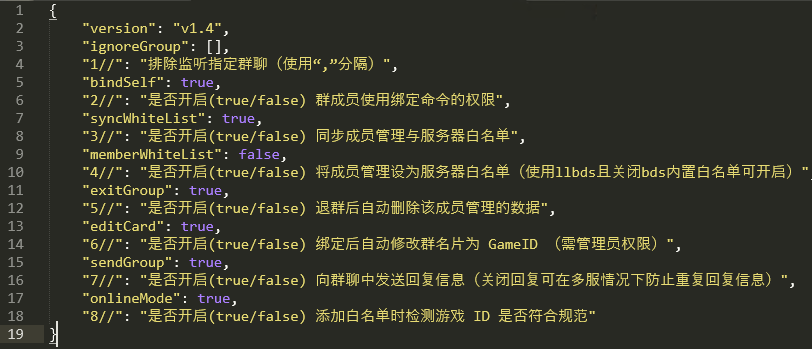 1 {
2 "version": "v1.4",
3 "ignoreGroup": [],
4 "1//": "排除监听指定群聊（使用“,”分隔）",
5 "bindSelf": true,
6 "2//": "是否开启(true/false) 群成员使用绑定命令的权限",
7 "syncWhiteList": true,
8 "3//": "是否开启(true/false) 同步成员管理与服务器白名单",
9 "memberWhiteList": false,
10 "4//": "是否开启(true/false) 将成员管理设为服务器白名单（使用llbds且关闭bds内置白名单可开启）",
11 "exitGroup": true,
12 "5//": "是否开启(true/false) 退群后自动删除该成员管理的数据",
13 "editCard": true,
14 "6//": "是否开启(true/false) 绑定后自动修改群名片为 GameID （需管理员权限）",
15 "sendGroup": true,
16 "7//": "是否开启(true/false) 向群聊中发送回复信息（关闭回复可在多服情况下防止重复回复信息）",
17 "onlineMode": true,
18 "8//": "是否开启(true/false) 添加白名单时检测游戏 ID 是否符合规范"
19 }